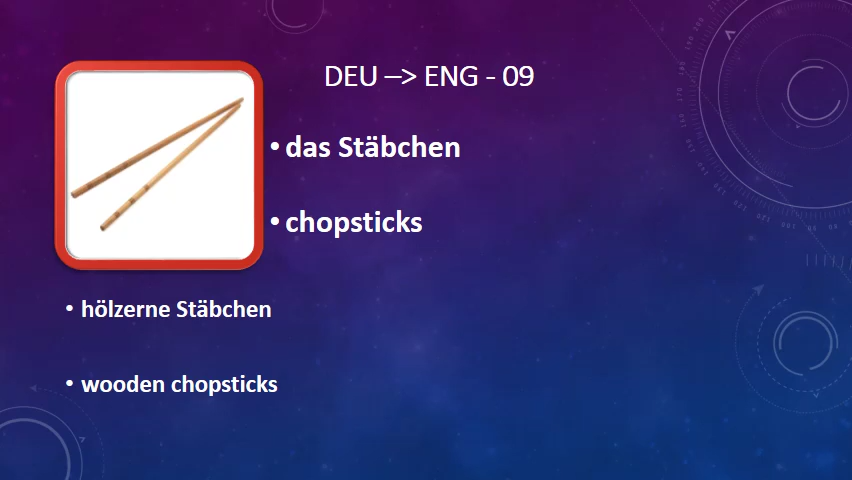 DEU –> ENG - 09
• das Stäbchen
• chopsticks
• hölzerne Stäbchen
• wooden chopsticks